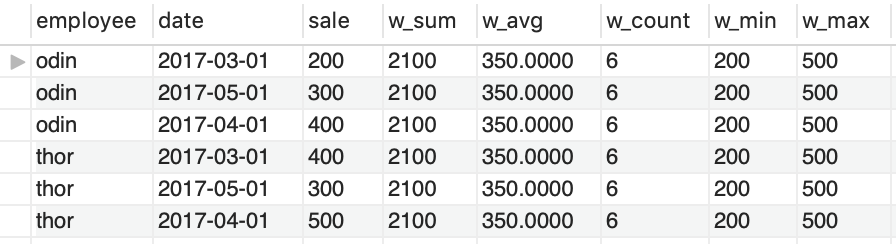 employee date sale w_sum w_avg w_count w_min w_max
odin 2017-03-01 200 2100 350.0000 6 200 500
odin 2017-05-01 300 2100 350.0000 6 200 500
odin 2017-04-01 400 2100 350.0000 6 200 500
thor 2017-03-01 400 2100 350.0000 6 200 500
thor 2017-05-01 300 2100 350.0000 6 200 500
thor 2017-04-01 500 2100 350.0000 6 200 500